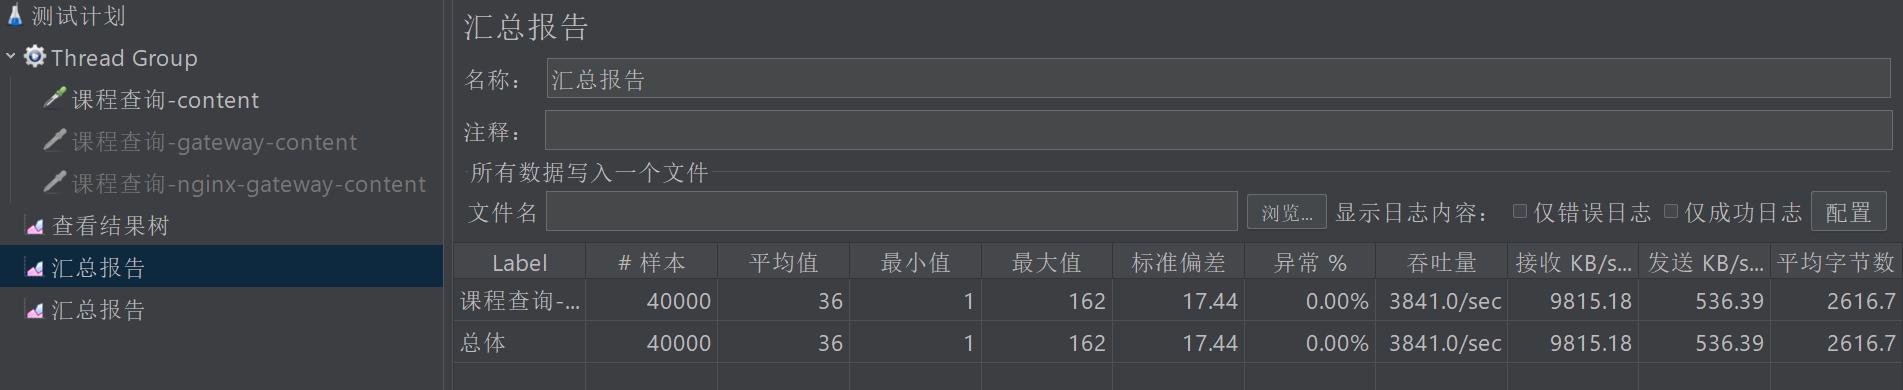 测试计划
Thread Group
课程查询-content
课程查询-gateway-content
课程查询-nginx-gateway-content
查看结果树
汇总报告
汇总报告
汇总报告
名称： 汇总报告
注释：
所有数据写入一个文件
文件名 浏览... 显示日志内容： 仅错误日志 仅成功日志 配置
Label # 样本 平均值 最小值 最大值 标准偏差 异常 % 吞吐量 接收 KB/s... 发送 KB/s... 平均字节数
课程查询-... 40000 36 1 162 17.44 0.00% 3841.0/sec 9815.18 536.39 2616.7
总体 40000 36 1 162 17.44 0.00% 3841.0/sec 9815.18 536.39 2616.7